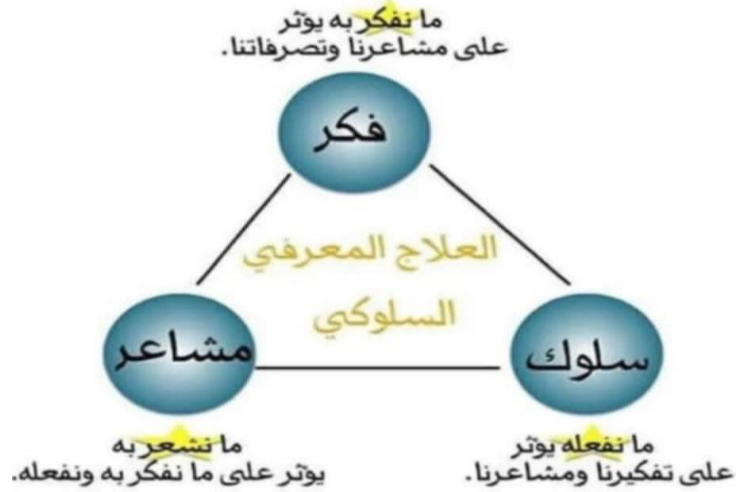 ما نفكر به يؤثر
على مشاعرنا وتصرفاتنا.
فكر
العلاج المعرفي
السلوكي
سلوك
مشاعر
ما نفعله يؤثر
على تفكيرنا ومشاعرنا.
ما نشعر به
يؤثر على ما نفكر به ونفعله.